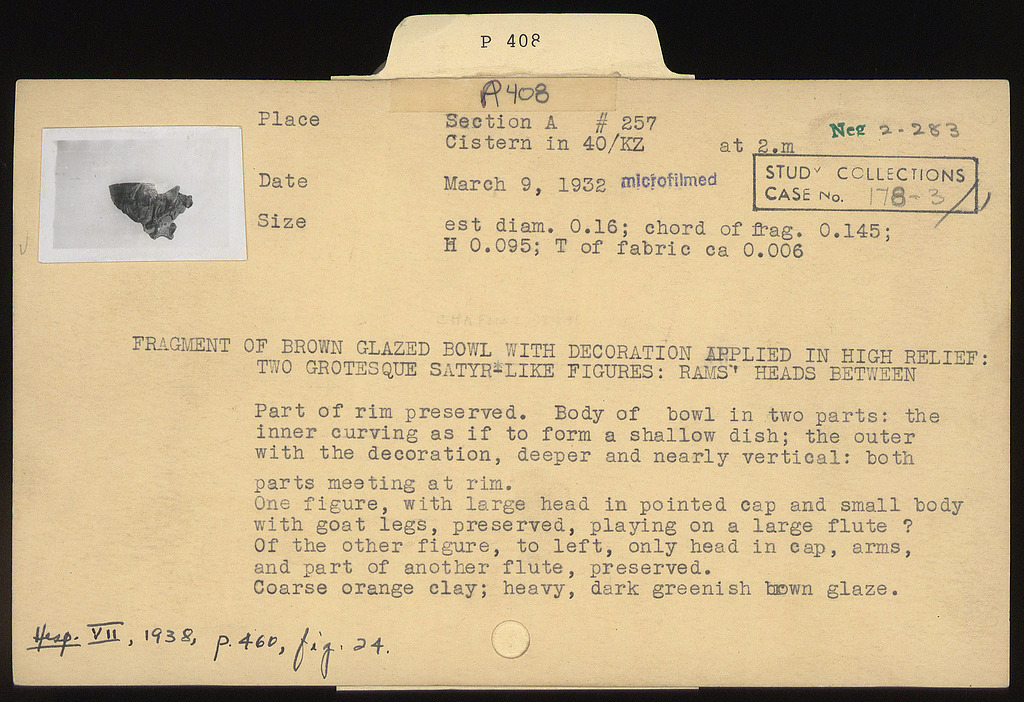 P 408
P 408
Place Section A # 257
Neg 2-283
Cistern in 40/KZ at 2.m
Date March 9, 1932 microfilmed
STUDY COLLECTIONS
CASE No. 178-3
Size est diam. 0.16; chord of frag. 0.145;
H 0.095; T of fabric ca 0.006
FRAGMENT OF BROWN GLAZED BOWL WITH DECORATION APPLIED IN HIGH RELIEF:
TWO GROTESQUE SATYR-LIKE FIGURES: RAMS' HEADS BETWEEN
Part of rim preserved. Body of bowl in two parts: the
inner curving as if to form a shallow dish; the outer
with the decoration, deeper and nearly vertical: both
parts meeting at rim.
One figure, with large head in pointed cap and small body
with goat legs, preserved, playing on a large flute ?
Of the other figure, to left, only head in cap, arms,
and part of another flute, preserved.
Coarse orange clay; heavy, dark greenish brown glaze.
Hesp. VII, 1938, p. 460, fig. 24.